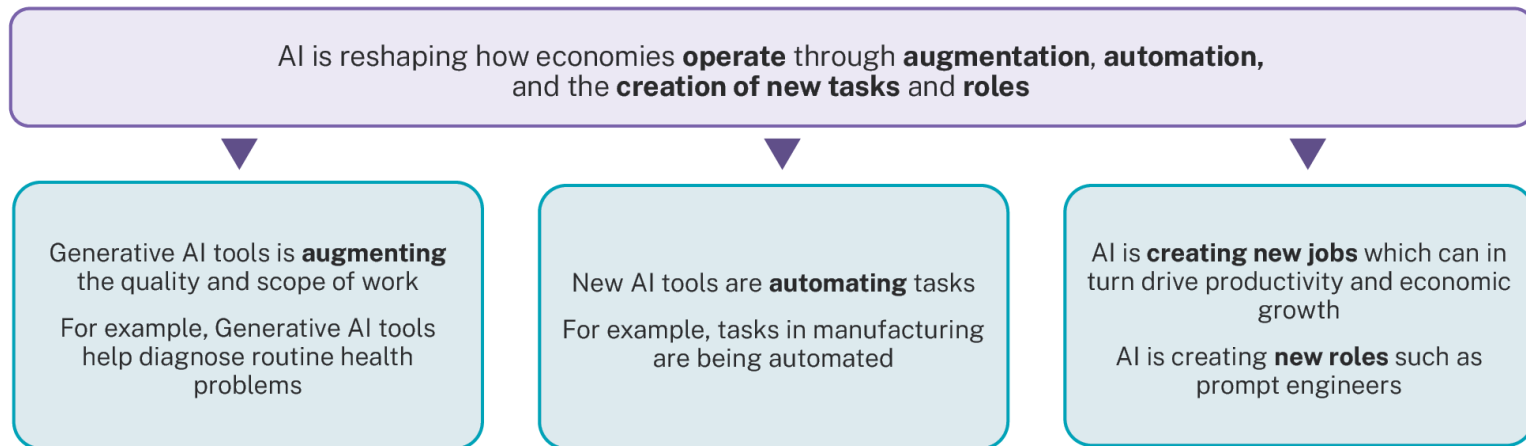 AI is reshaping how economies operate through augmentation, automation,
and the creation of new tasks and roles
Generative AI tools is augmenting
the quality and scope of work
For example, Generative AI tools
help diagnose routine health
problems
New AI tools are automating tasks
For example, tasks in manufacturing
are being automated
AI is creating new jobs which can in
turn drive productivity and economic
growth
AI is creating new roles such as
prompt engineers